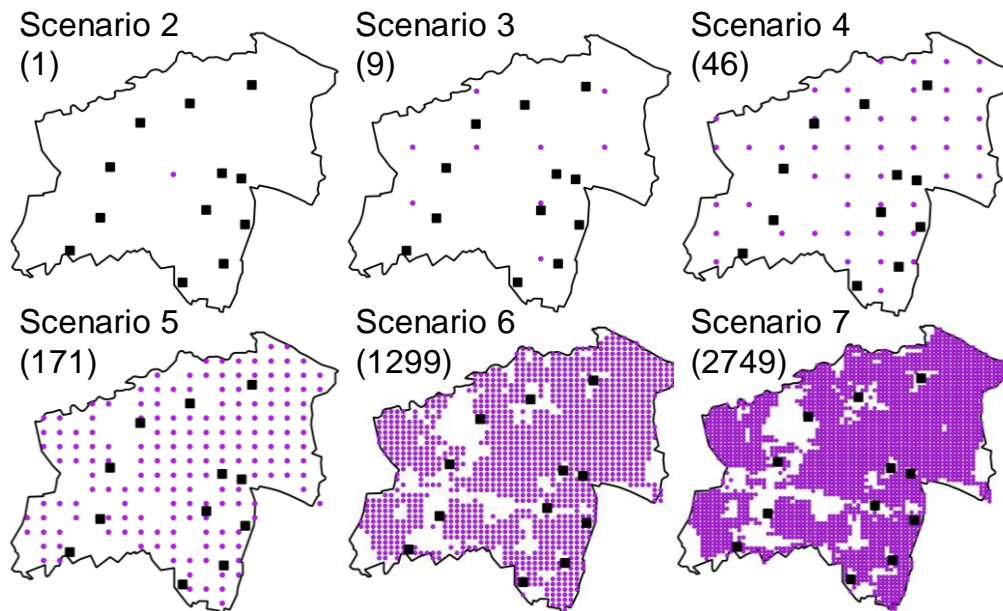 Scenario 2
(1)
Scenario 3
(9)
Scenario 4
(46)
Scenario 5
(171)
Scenario 6
(1299)
Scenario 7
(2749)